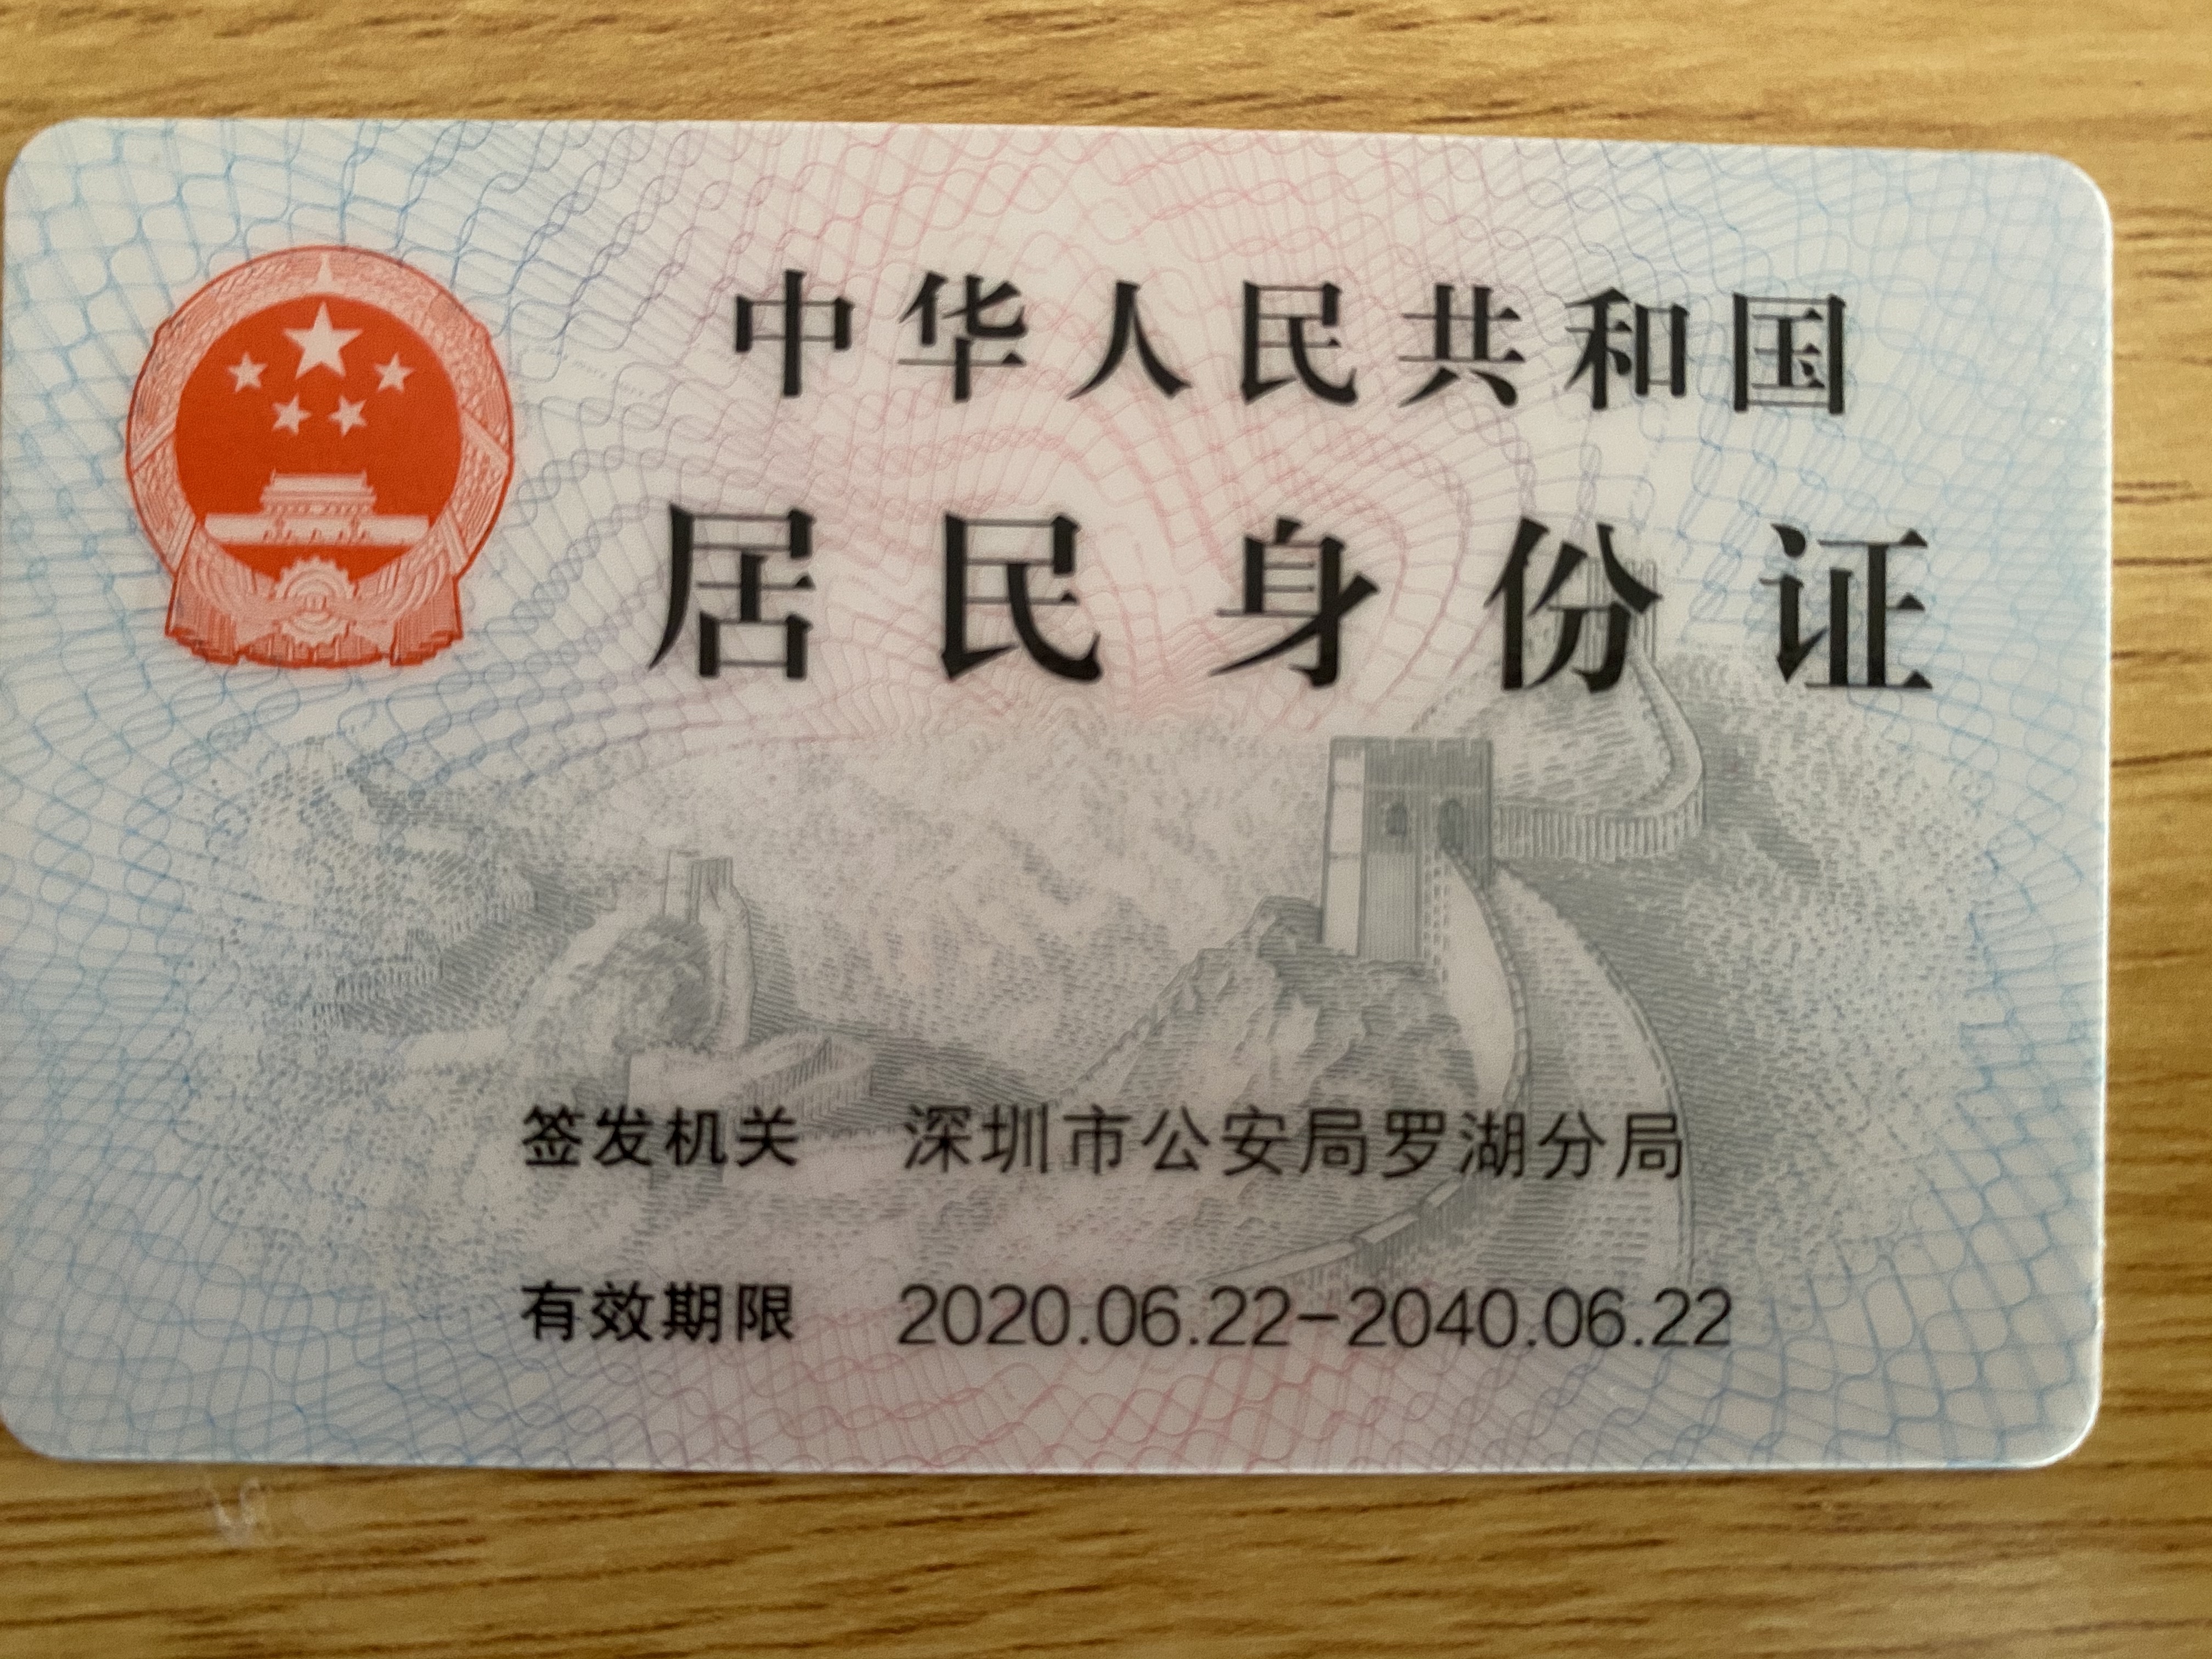 中华人民共和国
居民身份证
签发机关 深圳市公安局罗湖分局
有效期限 2020.06.22-2040.06.22